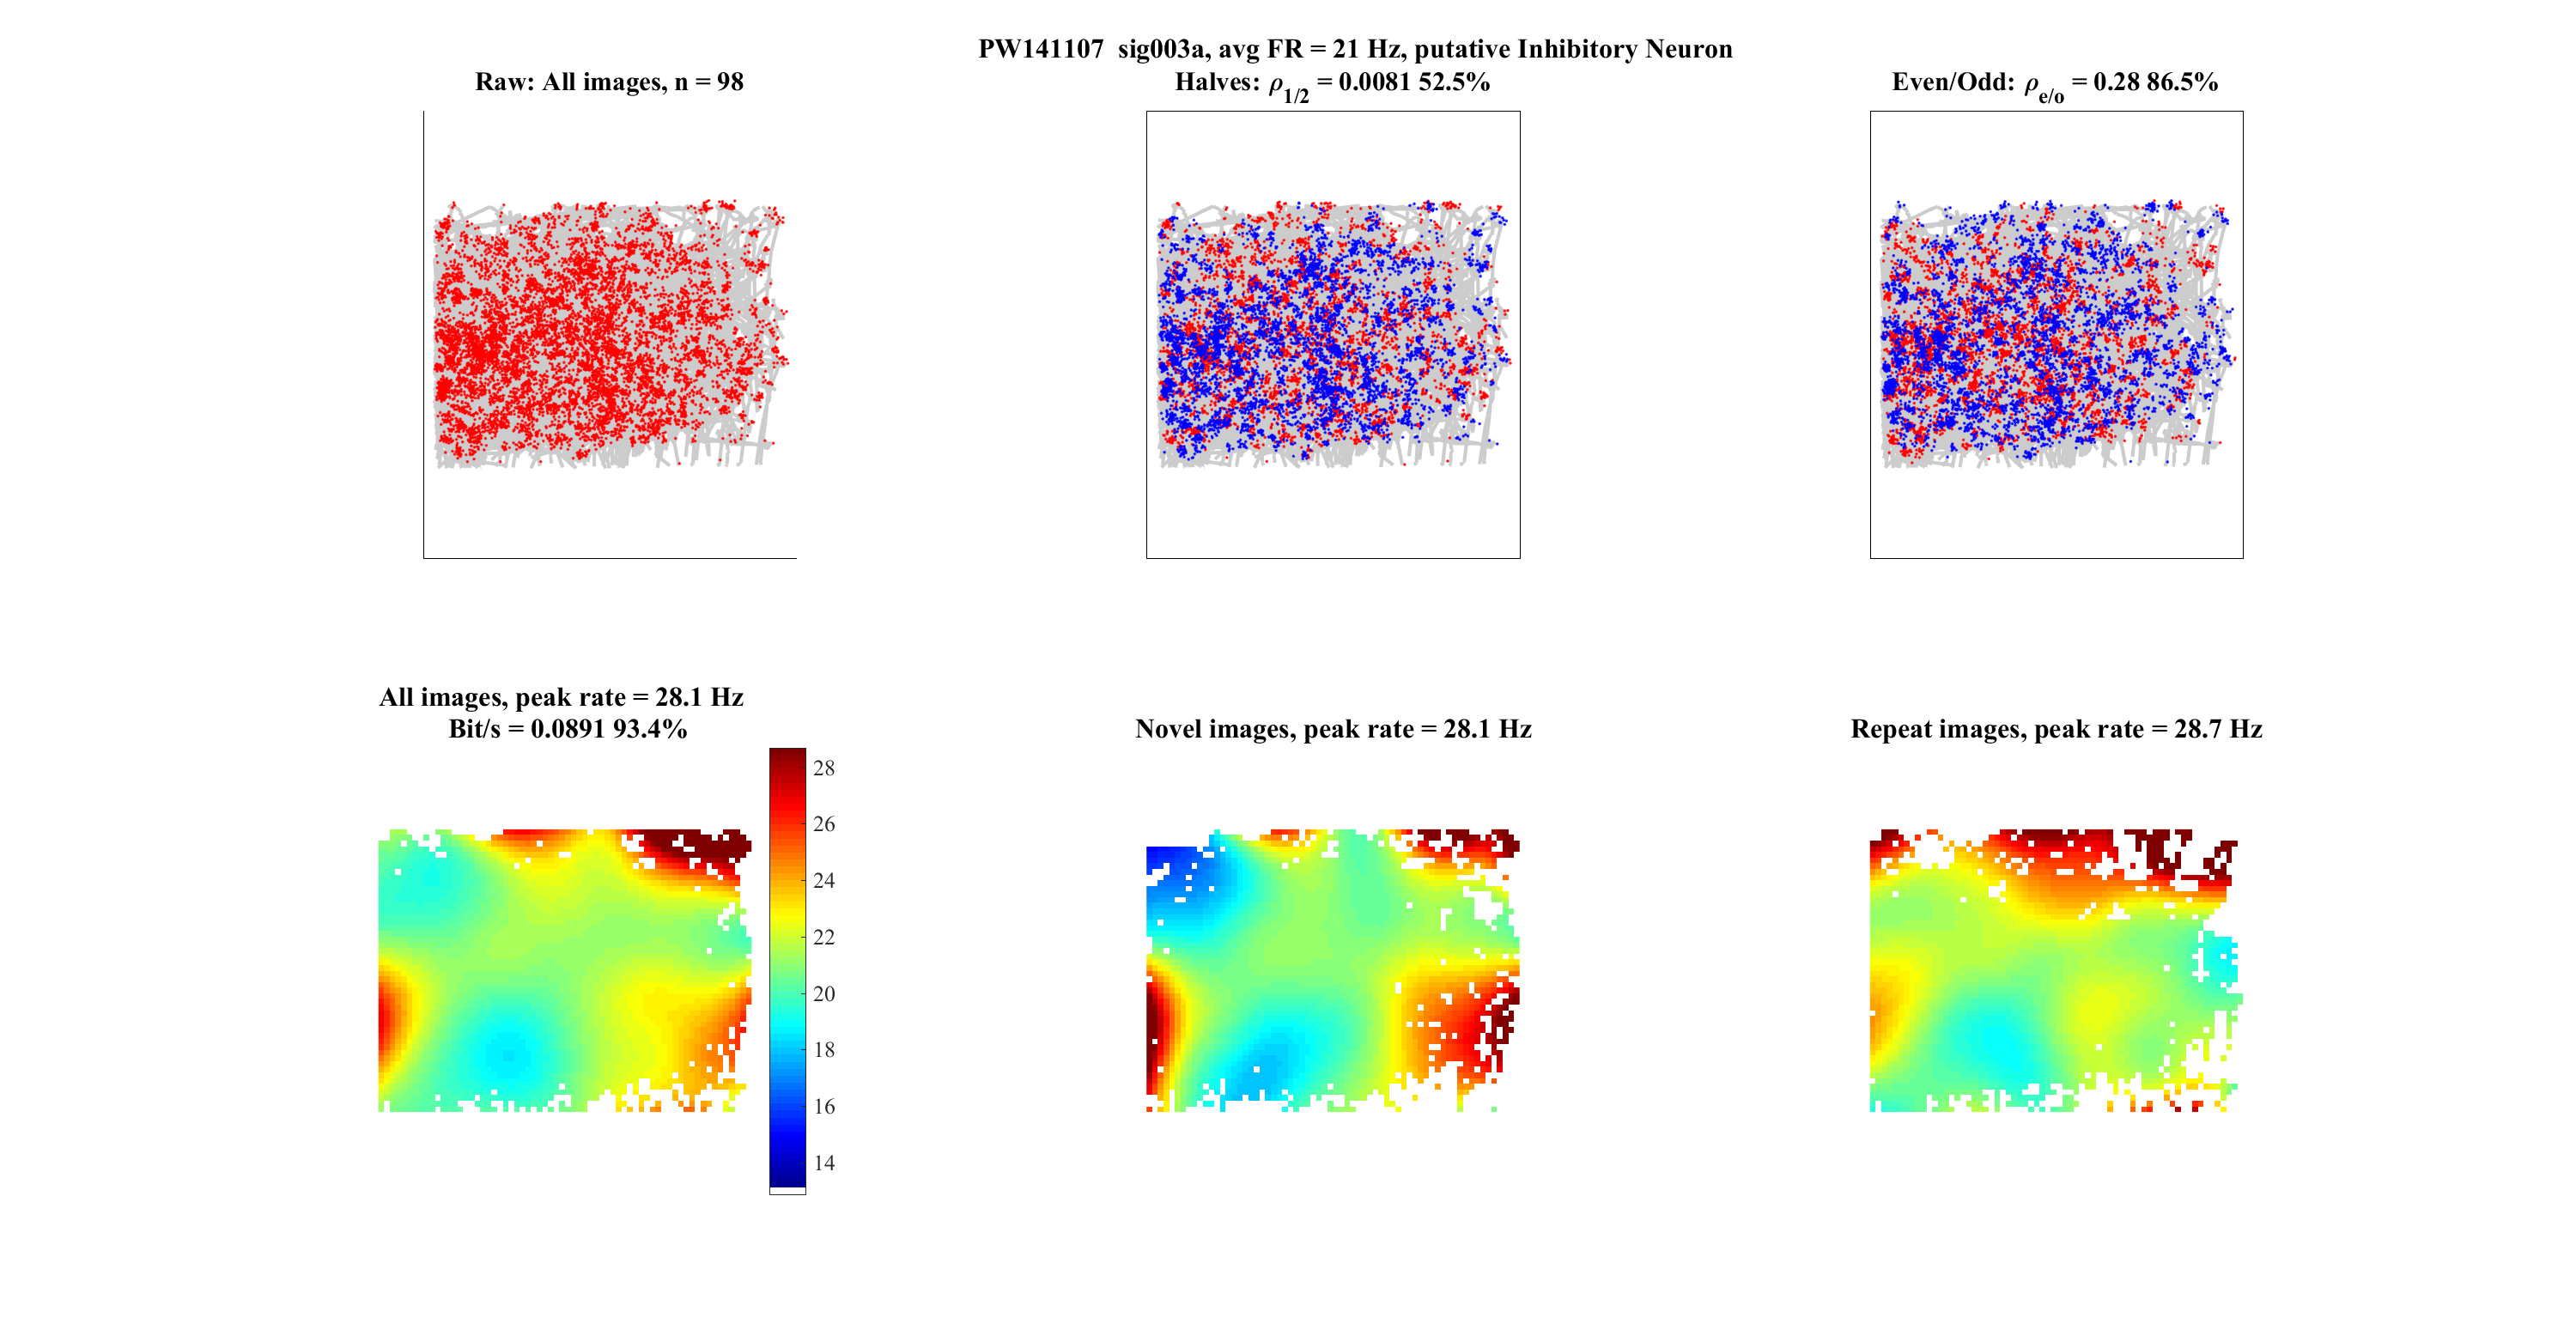 PW141107  sig003a, avg FR = 21 Hz, putative Inhibitory Neuron
Raw: All images, n = 98
Halves: ρ1/2 = 0.0081 52.5%
Even/Odd: ρe/o = 0.28 86.5%
All images, peak rate = 28.1 Hz
Bit/s = 0.0891 93.4%
Novel images, peak rate = 28.1 Hz
Repeat images, peak rate = 28.7 Hz
28
26
24
22
20
18
16
14